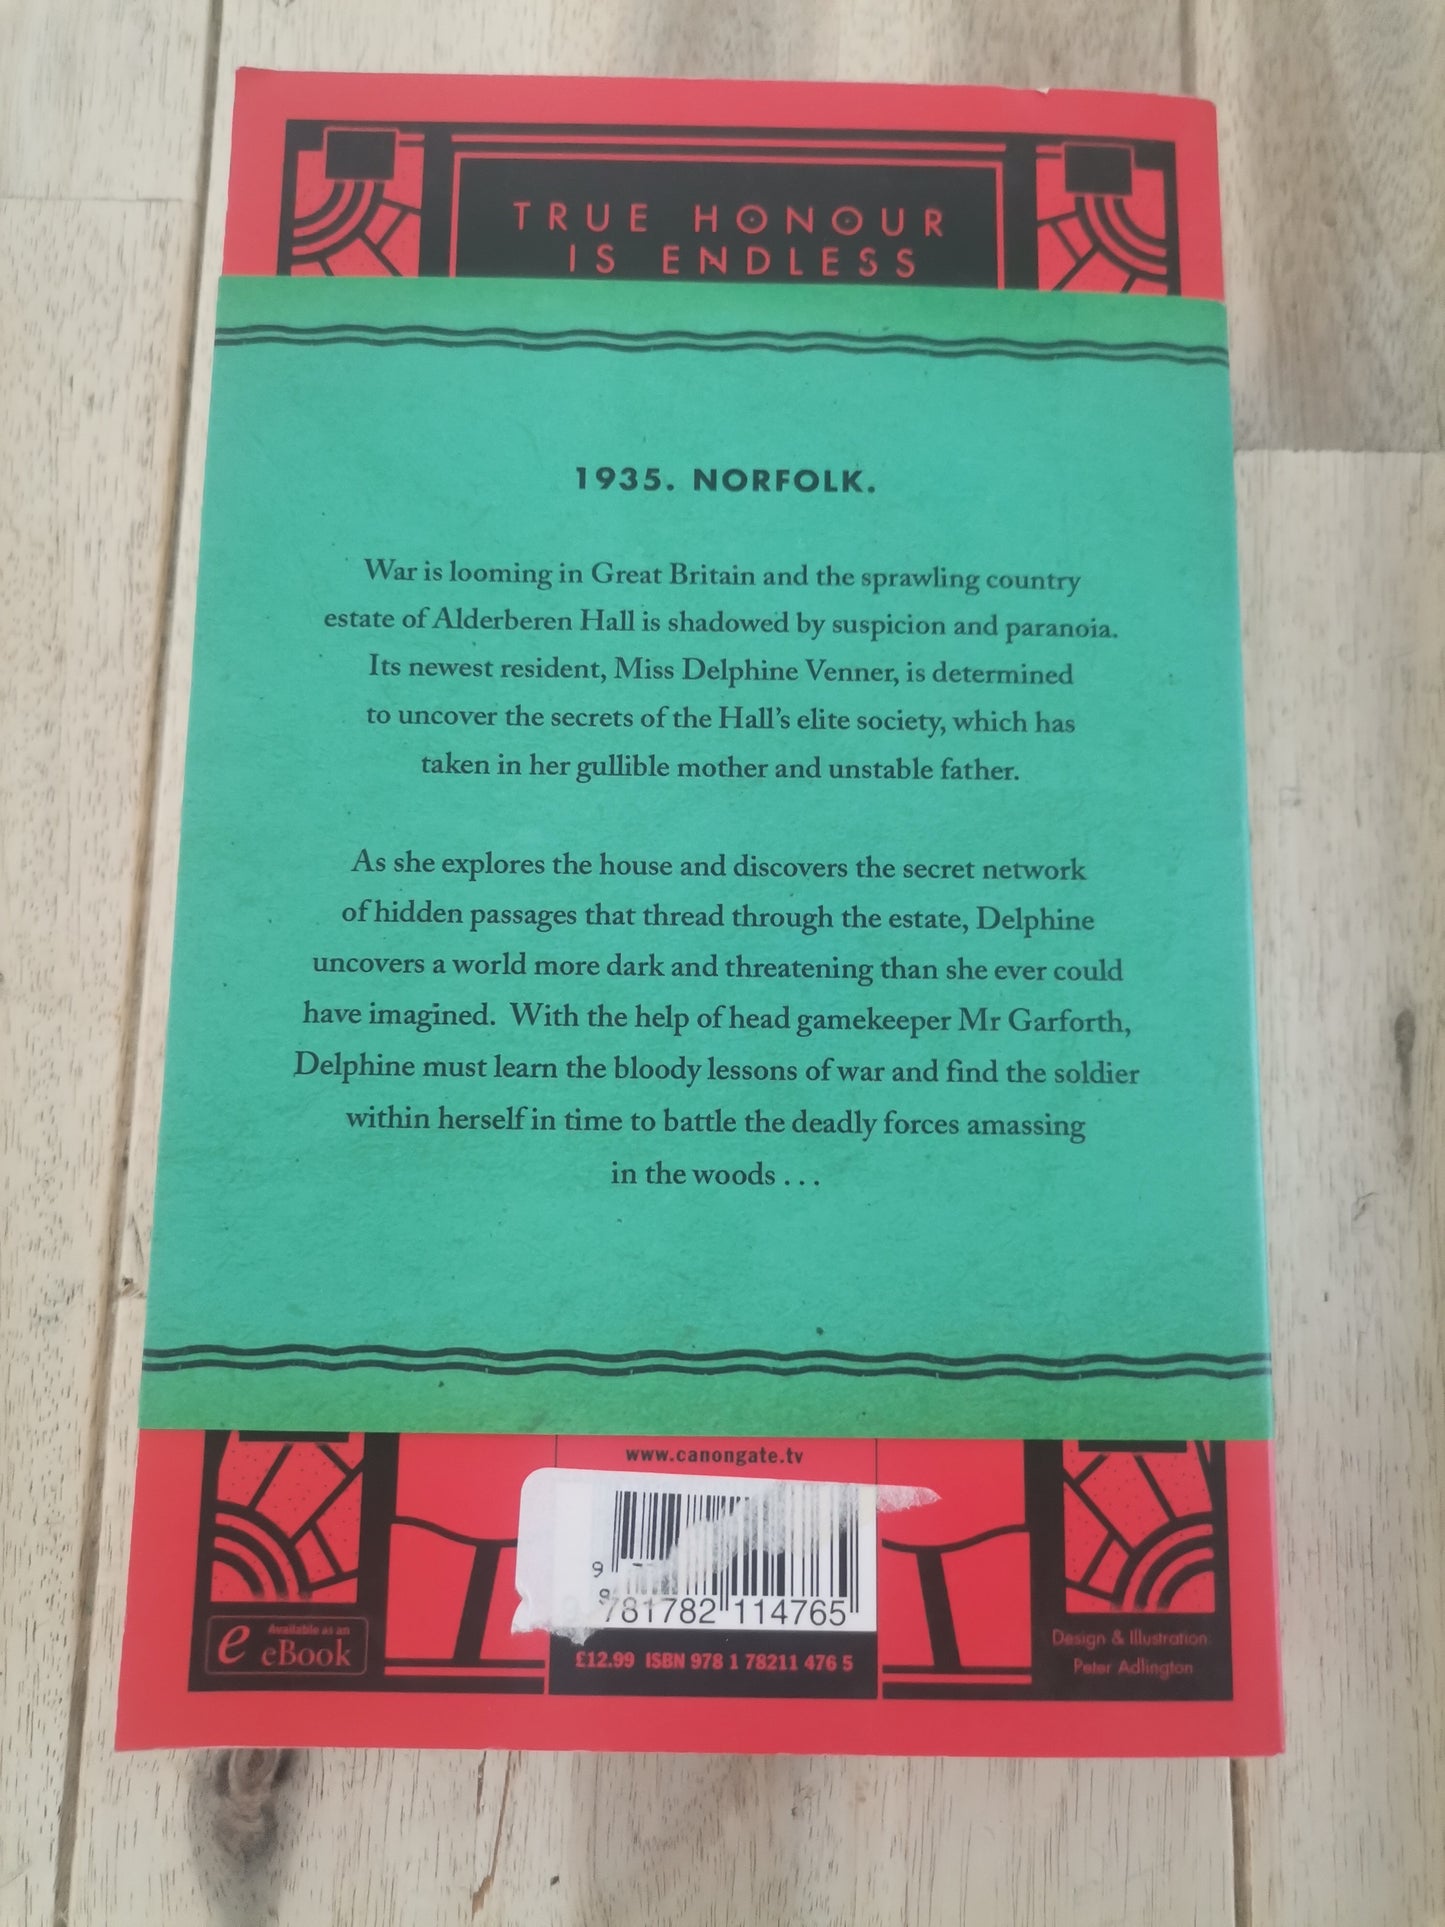 TRUE HONOUR
IS ENDLESS
1935. NORFOLK.
War is looming in Great Britain and the sprawling country
estate of Alderberen Hall is shadowed by suspicion and paranoia.
Its newest resident, Miss Delphine Venner, is determined
to uncover the secrets of the Hall's elite society, which has
taken in her gullible mother and unstable father.
As she explores the house and discovers the secret network
of hidden passages that thread through the estate, Delphine
uncovers a world more dark and threatening than she ever could
have imagined. With the help of head gamekeeper Mr Garforth,
Delphine must learn the bloody lessons of war and find the soldier
within herself in time to battle the deadly forces amassing
in the woods . . .
www.canongate.tv
9
9
781782 114765
£12.99 ISBN 978 1 78211 476 5
e
Available as an
eBook
Design & Illustration:
Peter Adlington